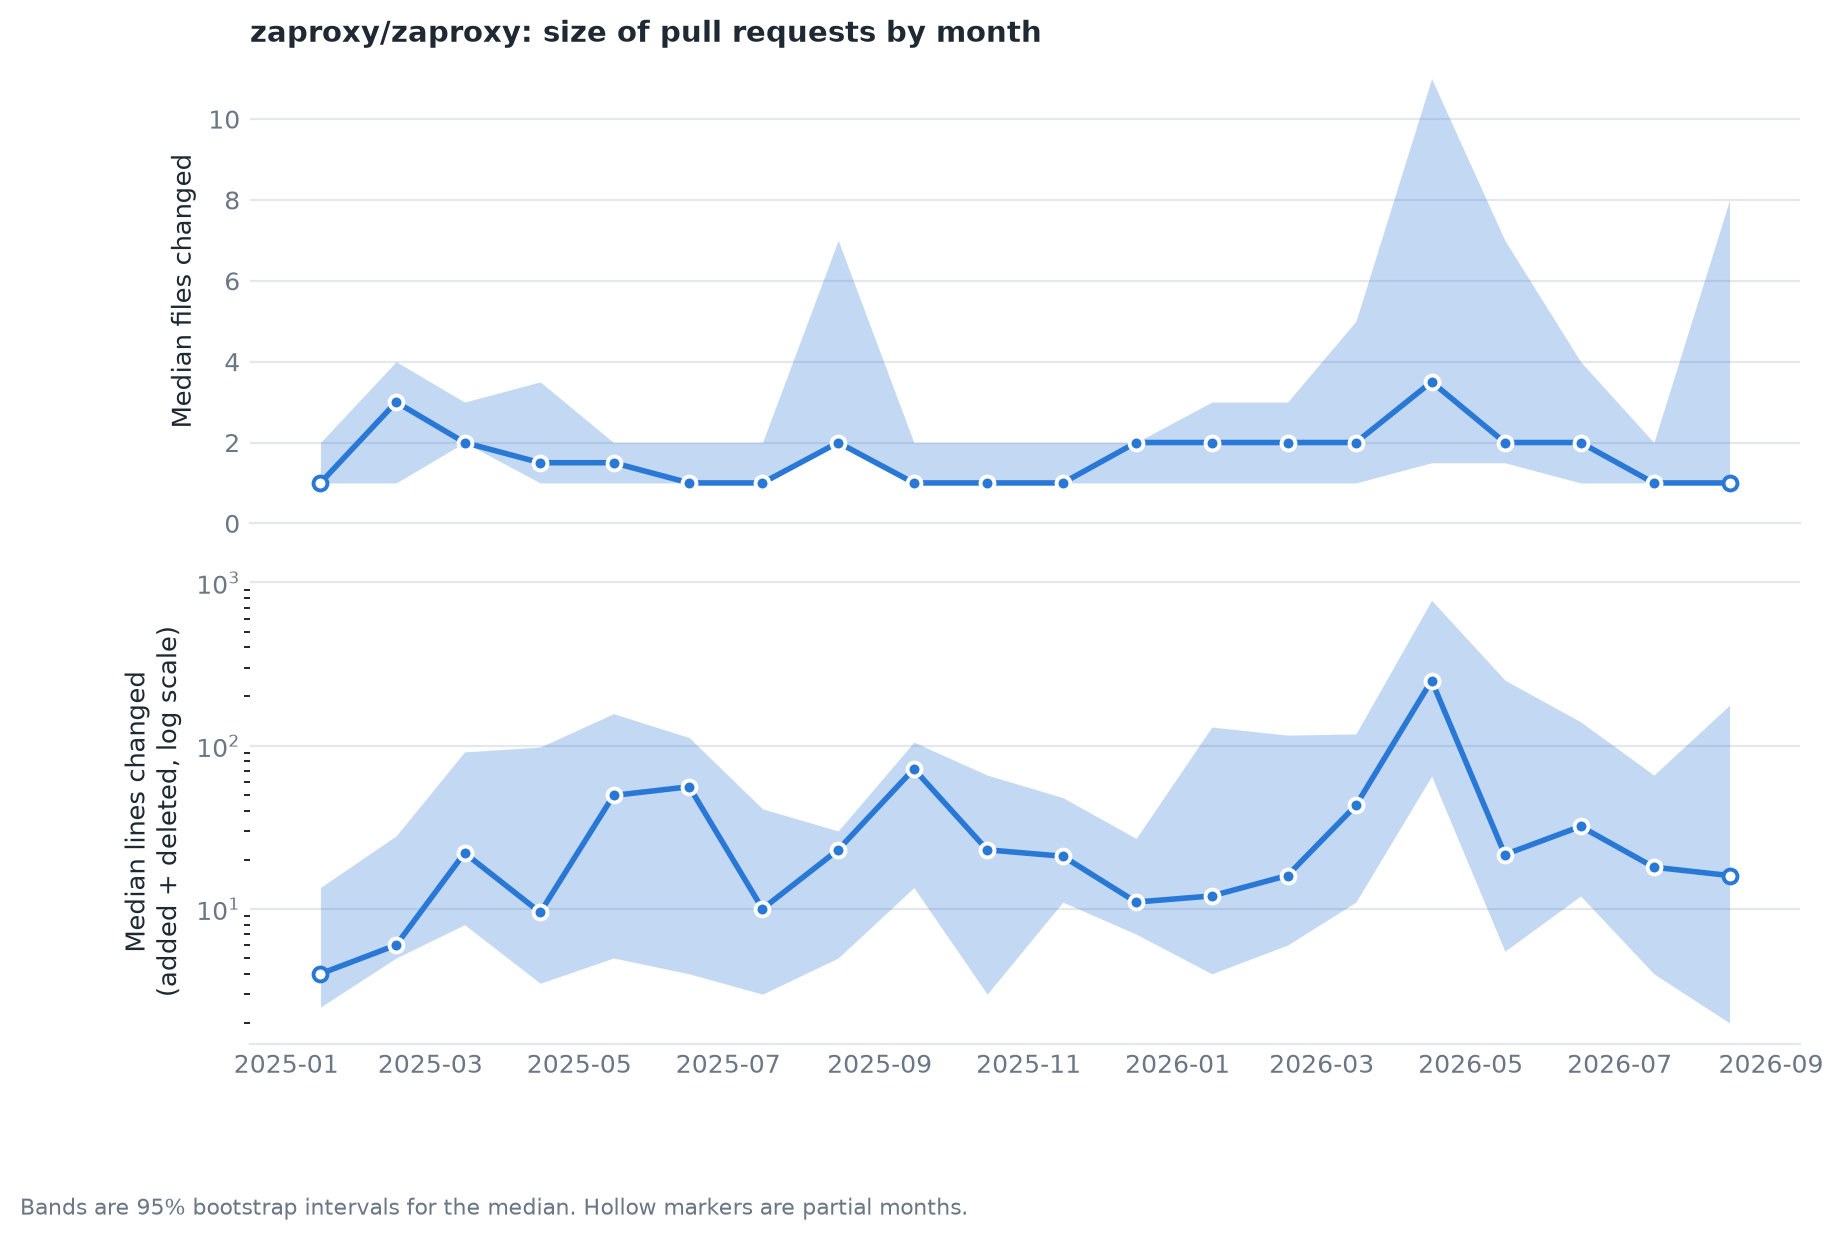 zaproxy/zaproxy: size of pull requests by month
Median files changed
10
8
6
4
2
0
Median lines changed
(added + deleted, log scale)
10³
10²
10¹
2025-01 2025-03 2025-05 2025-07 2025-09 2025-11 2026-01 2026-03 2026-05 2026-07 2026-09
Bands are 95% bootstrap intervals for the median. Hollow markers are partial months.